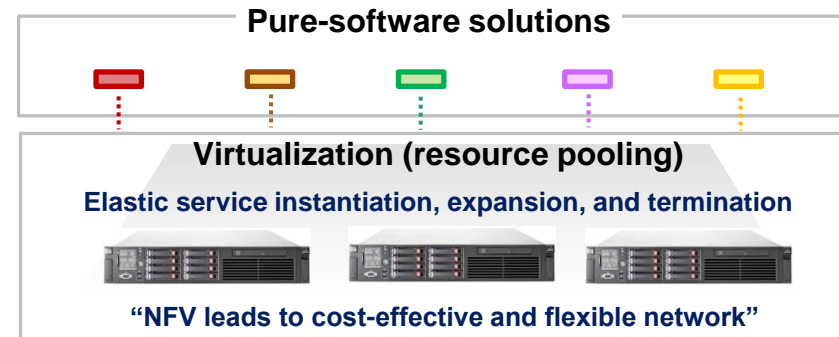 Pure-software solutions
Virtualization (resource pooling)
Elastic service instantiation, expansion, and termination
“NFV leads to cost-effective and flexible network”